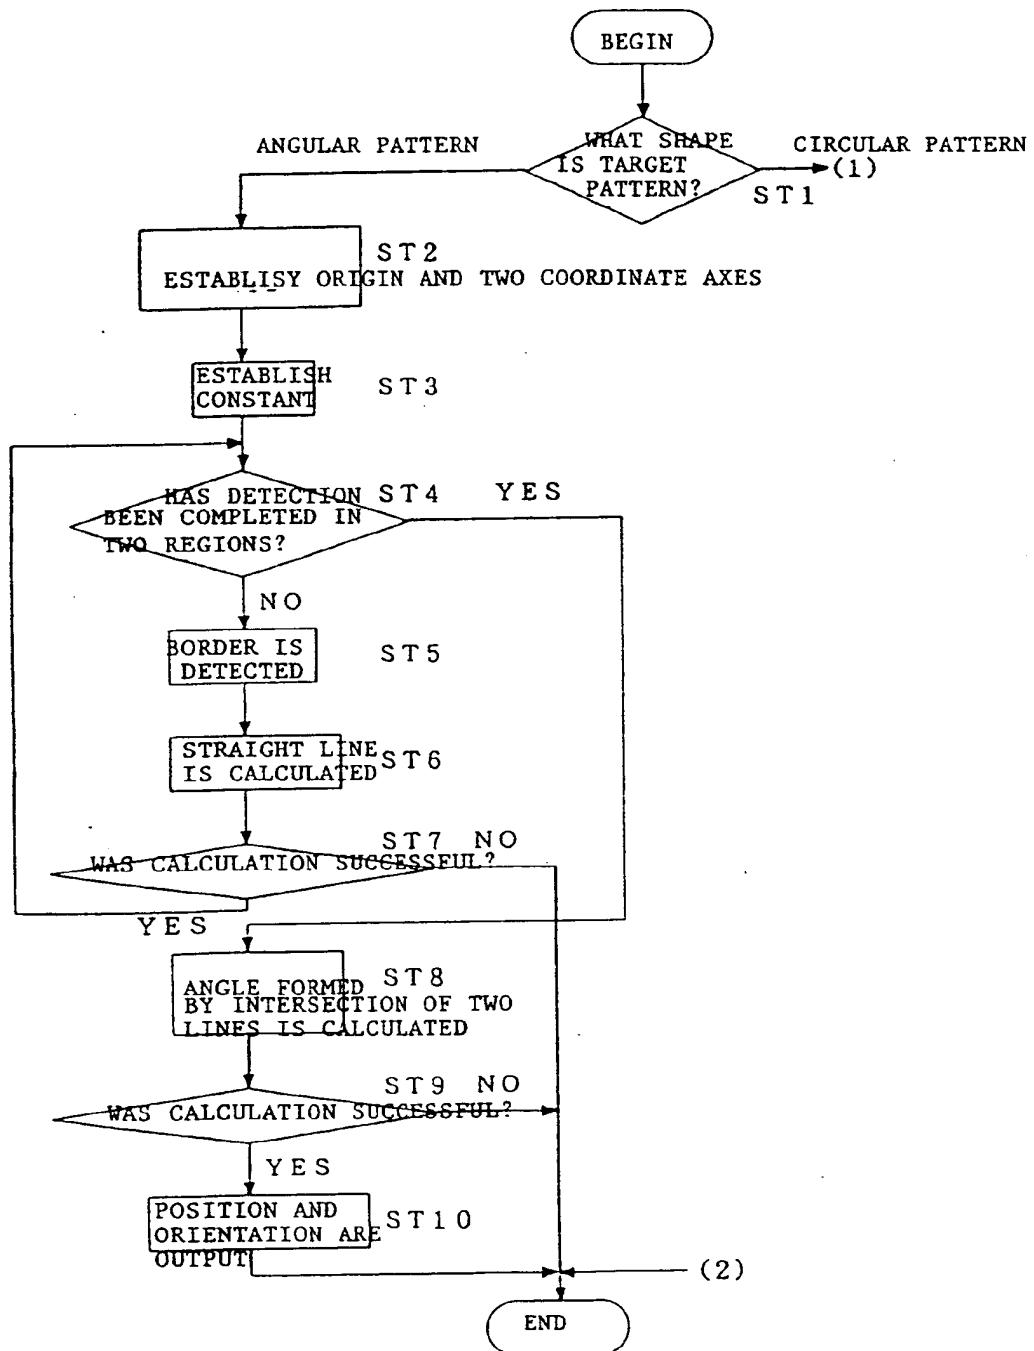 BEGIN
ANGULAR PATTERN
WHAT SHAPE
IS TARGET
PATTERN?
CIRCULAR PATTERN
(1)
ST1
ST2
ESTABLISY ORIGIN AND TWO COORDINATE AXES
ESTABLISH
CONSTANT
ST3
HAS DETECTION
BEEN COMPLETED IN
TWO REGIONS?
ST4
YES
NO
BORDER IS
DETECTED
ST5
STRAIGHT LINE
IS CALCULATED
ST6
ST7 NO
WAS CALCULATION SUCCESSFUL?
YES
ST8
ANGLE FORMED
BY INTERSECTION OF TWO
LINES IS CALCULATED
ST9 NO
WAS CALCULATION SUCCESSFUL?
YES
POSITION AND
ORIENTATION ARE
OUTPUT
ST10
(2)
END